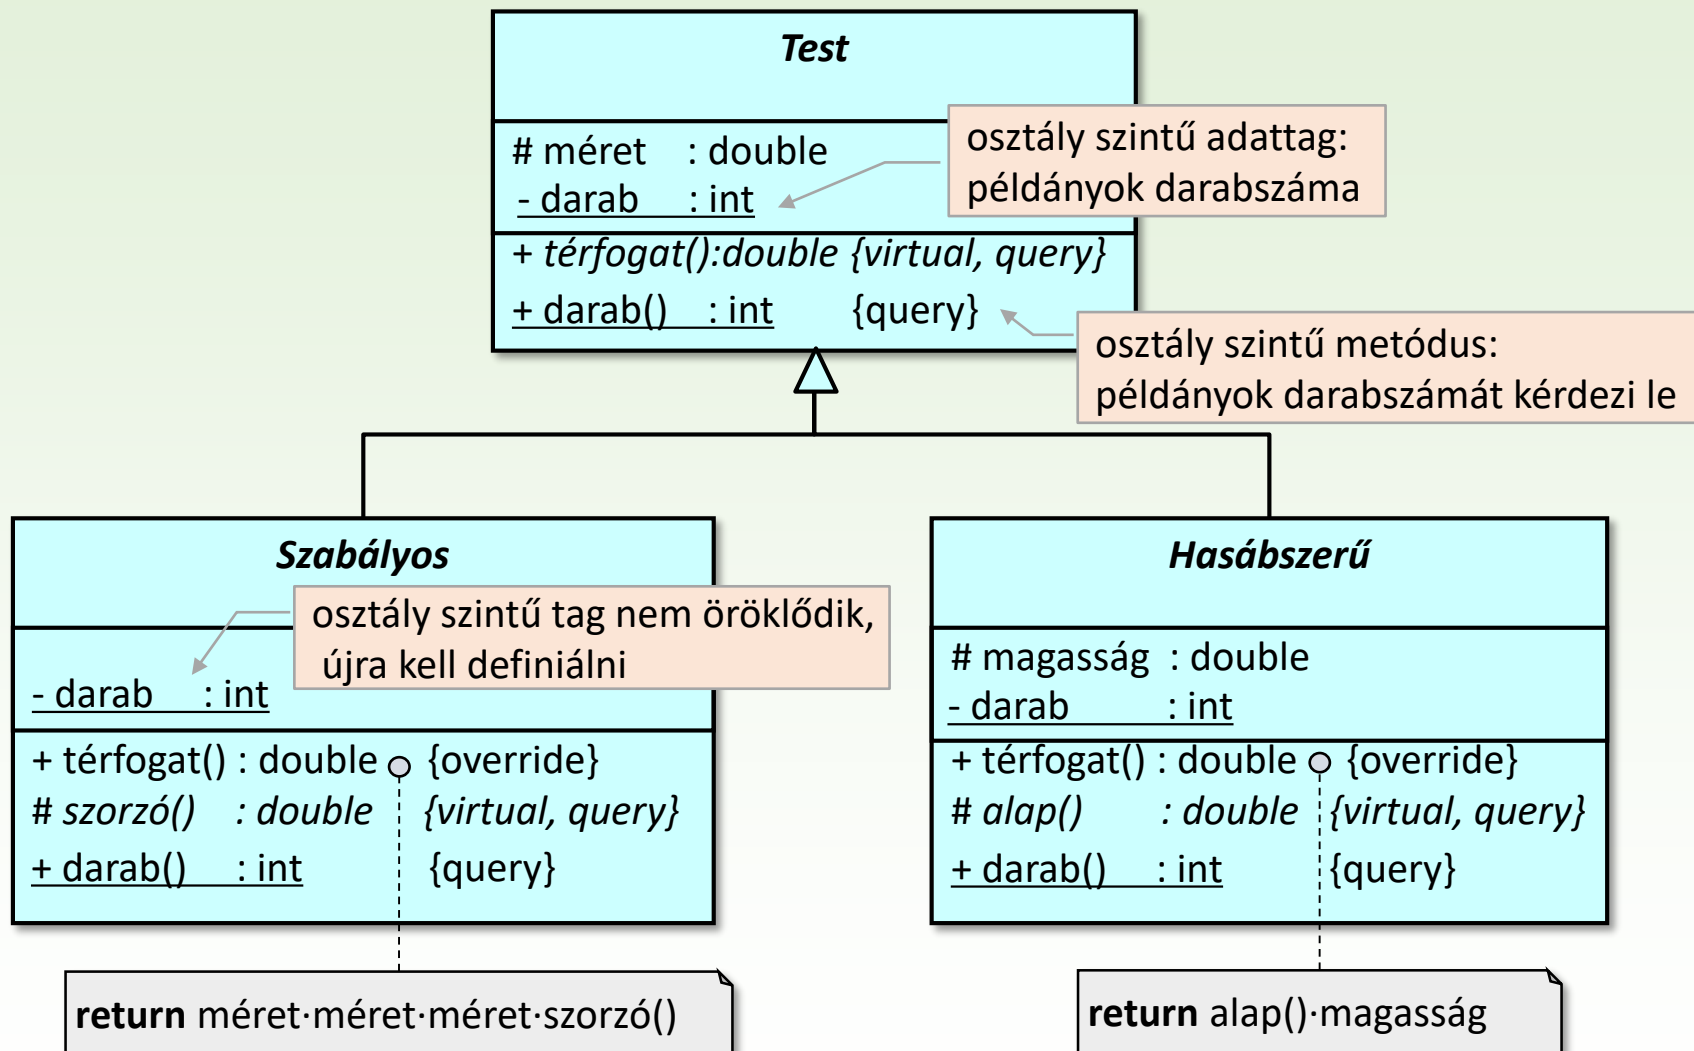 Test
# méret : double
- darab : int
osztály szintű adattag:
példányok darabszáma
+ térfogat():double {virtual, query}
+ darab() : int {query}
osztály szintű metódus:
példányok darabszámát kérdezi le
Szabályos
osztály szintű tag nem öröklődik,
újra kell definiálni
- darab : int
+ térfogat() : double {override}
# szorzó() : double {virtual, query}
+ darab() : int {query}
return méret·méret·méret·szorzó()
Hasábszerű
# magasság : double
- darab : int
+ térfogat() : double {override}
# alap() : double {virtual, query}
+ darab() : int {query}
return alap()·magasság